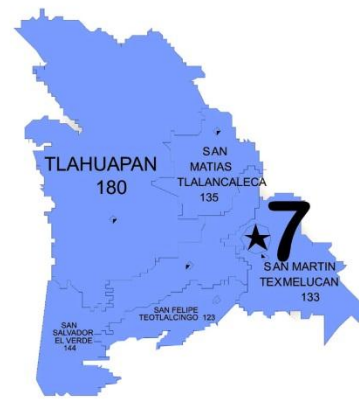 TLAHUAPAN
180
SAN
MATIAS
TLALANCALECA
135
7
SAN MARTIN
TEXMELUCAN
133
SAN FELIPE
TEOTLALCINGO 123
SAN
SALVADOR
EL VERDE
144